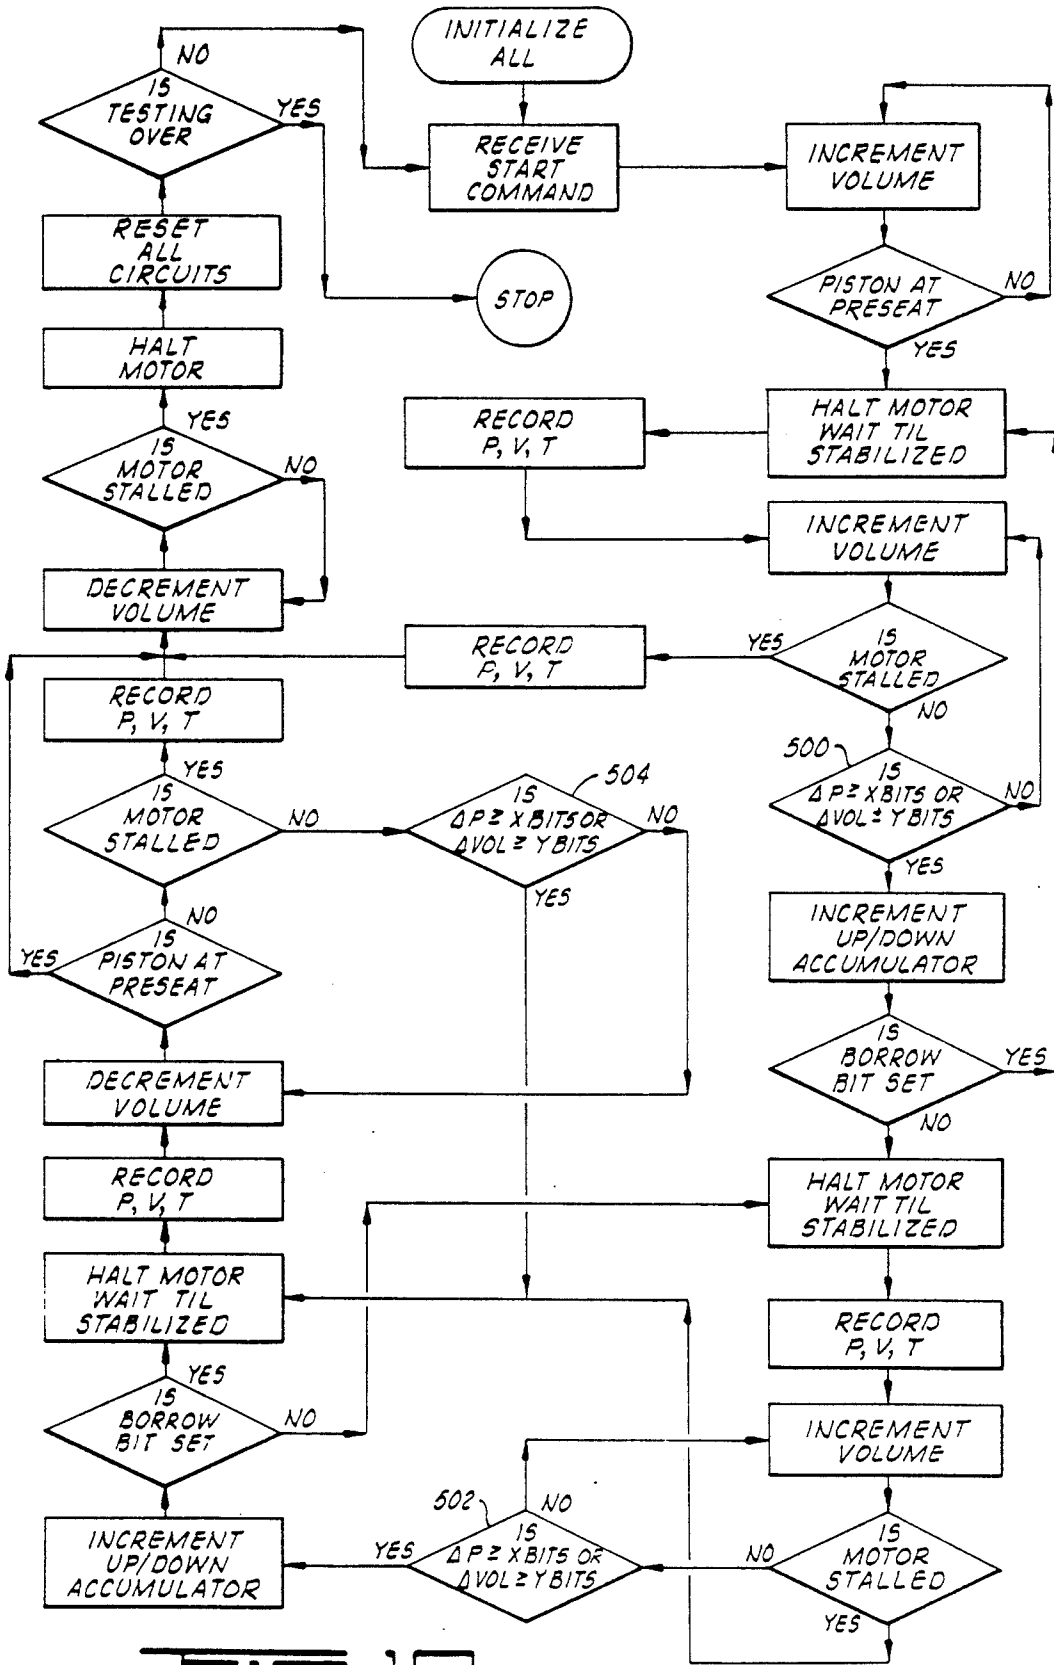 INITIALIZE
ALL
NO
IS
TESTING
OVER
YES
RECEIVE
START
COMMAND
INCREMENT
VOLUME
RESET
ALL
CIRCUITS
STOP
PISTON AT
PRESEAT
NO
YES
HALT
MOTOR
YES
IS
MOTOR
STALLED
NO
RECORD
P, V, T
HALT MOTOR
WAIT TIL
STABILIZED
INCREMENT
VOLUME
DECREMENT
VOLUME
RECORD
P, V, T
YES
IS
MOTOR
STALLED
NO
RECORD
P, V, T
YES
IS
MOTOR
STALLED
NO
504
IS
ΔP ≥ X BITS OR
ΔVOL ≥ Y BITS
NO
YES
500
IS
ΔP ≥ X BITS OR
ΔVOL ± Y BITS
NO
YES
NO
IS
PISTON AT
PRESEAT
YES
INCREMENT
UP/DOWN
ACCUMULATOR
DECREMENT
VOLUME
IS
BORROW
BIT SET
YES
NO
RECORD
P, V, T
HALT MOTOR
WAIT TIL
STABILIZED
HALT MOTOR
WAIT TIL
STABILIZED
RECORD
P, V, T
YES
IS
BORROW
BIT SET
NO
INCREMENT
VOLUME
502
NO
IS
ΔP ≥ X BITS OR
ΔVOL ≥ Y BITS
YES
INCREMENT
UP/DOWN
ACCUMULATOR
NO
IS
MOTOR
STALLED
YES